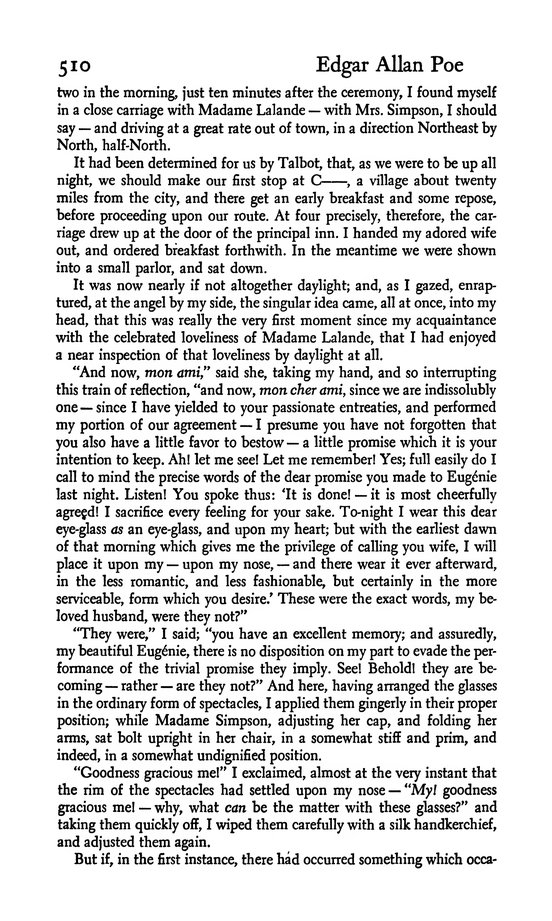 510 Edgar Allan Poe
two in the morning, just ten minutes after the ceremony, I found myself
in a close carriage with Madame Lalande — with Mrs. Simpson, I should
say — and driving at a great rate out of town, in a direction Northeast by
North, half-North.
It had been determined for us by Talbot, that, as we were to be up all
night, we should make our first stop at C——, a village about twenty
miles from the city, and there get an early breakfast and some repose,
before proceeding upon our route. At four precisely, therefore, the car-
riage drew up at the door of the principal inn. I handed my adored wife
out, and ordered breakfast forthwith. In the meantime we were shown
into a small parlor, and sat down.
It was now nearly if not altogether daylight; and, as I gazed, enrap-
tured, at the angel by my side, the singular idea came, all at once, into my
head, that this was really the very first moment since my acquaintance
with the celebrated loveliness of Madame Lalande, that I had enjoyed
a near inspection of that loveliness by daylight at all.
"And now, mon ami," said she, taking my hand, and so interrupting
this train of reflection, "and now, mon cher ami, since we are indissolubly
one — since I have yielded to your passionate entreaties, and performed
my portion of our agreement — I presume you have not forgotten that
you also have a little favor to bestow — a little promise which it is your
intention to keep. Ah! let me see! Let me remember! Yes; full easily do I
call to mind the precise words of the dear promise you made to Eugénie
last night. Listen! You spoke thus: 'It is done! — it is most cheerfully
agreed! I sacrifice every feeling for your sake. To-night I wear this dear
eye-glass as an eye-glass, and upon my heart; but with the earliest dawn
of that morning which gives me the privilege of calling you wife, I will
place it upon my — upon my nose, — and there wear it ever afterward,
in the less romantic, and less fashionable, but certainly in the more
serviceable, form which you desire.' These were the exact words, my be-
loved husband, were they not?"
"They were," I said; "you have an excellent memory; and assuredly,
my beautiful Eugénie, there is no disposition on my part to evade the per-
formance of the trivial promise they imply. See! Behold! they are be-
coming — rather — are they not?" And here, having arranged the glasses
in the ordinary form of spectacles, I applied them gingerly in their proper
position; while Madame Simpson, adjusting her cap, and folding her
arms, sat bolt upright in her chair, in a somewhat stiff and prim, and
indeed, in a somewhat undignified position.
"Goodness gracious me!" I exclaimed, almost at the very instant that
the rim of the spectacles had settled upon my nose — "My! goodness
gracious me! — why, what can be the matter with these glasses?" and
taking them quickly off, I wiped them carefully with a silk handkerchief,
and adjusted them again.
But if, in the first instance, there had occurred something which occa-